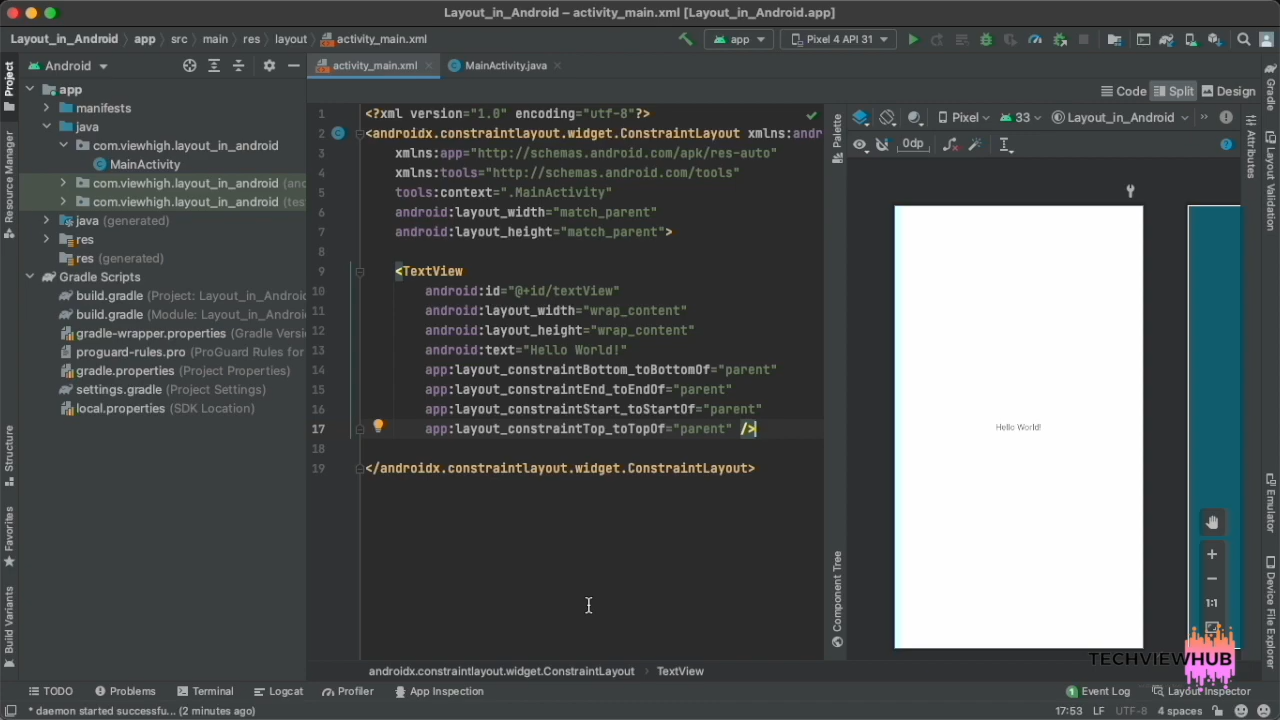 Layout_in_Android – activity_main.xml [Layout_in_Android.app]
Layout_in_Android app src main res layout activity_main.xml
app Pixel 4 API 31
Project
Android
activity_main.xml MainActivity.java
Code Split Design
app
manifests
java
com.viewhigh.layout_in_android
MainActivity
com.viewhigh.layout_in_android (and
com.viewhigh.layout_in_android (tes
java (generated)
res
res (generated)
Gradle Scripts
build.gradle (Project: Layout_in_Androi
build.gradle (Module: Layout_in_Androi
gradle-wrapper.properties (Gradle Versi
proguard-rules.pro (ProGuard Rules for
gradle.properties (Project Properties)
settings.gradle (Project Settings)
local.properties (SDK Location)
Resource Manager
Structure
Favorites
Build Variants
1 <?xml version="1.0" encoding="utf-8"?>
2 <androidx.constraintlayout.widget.ConstraintLayout xmlns:andr
3 xmlns:app="http://schemas.android.com/apk/res-auto"
4 xmlns:tools="http://schemas.android.com/tools"
5 tools:context=".MainActivity"
6 android:layout_width="match_parent"
7 android:layout_height="match_parent">
8
9 <TextView
10 android:id="@+id/textView"
11 android:layout_width="wrap_content"
12 android:layout_height="wrap_content"
13 android:text="Hello World!"
14 app:layout_constraintBottom_toBottomOf="parent"
15 app:layout_constraintEnd_toEndOf="parent"
16 app:layout_constraintStart_toStartOf="parent"
17 app:layout_constraintTop_toTopOf="parent" />
18
19 </androidx.constraintlayout.widget.ConstraintLayout>
Palette
Component Tree
Pixel 33 Layout_in_Android
0dp
Hello World!
1:1
Attributes
Gradle
Layout Validation
Emulator
Device File Explorer
TECHVIEWHUB
androidx.constraintlayout.widget.ConstraintLayout TextView
TODO Problems Terminal Logcat Profiler App Inspection 1 Event Log Layout Inspector
* daemon started successfu... (2 minutes ago) 17:53 LF UTF-8 4 spaces